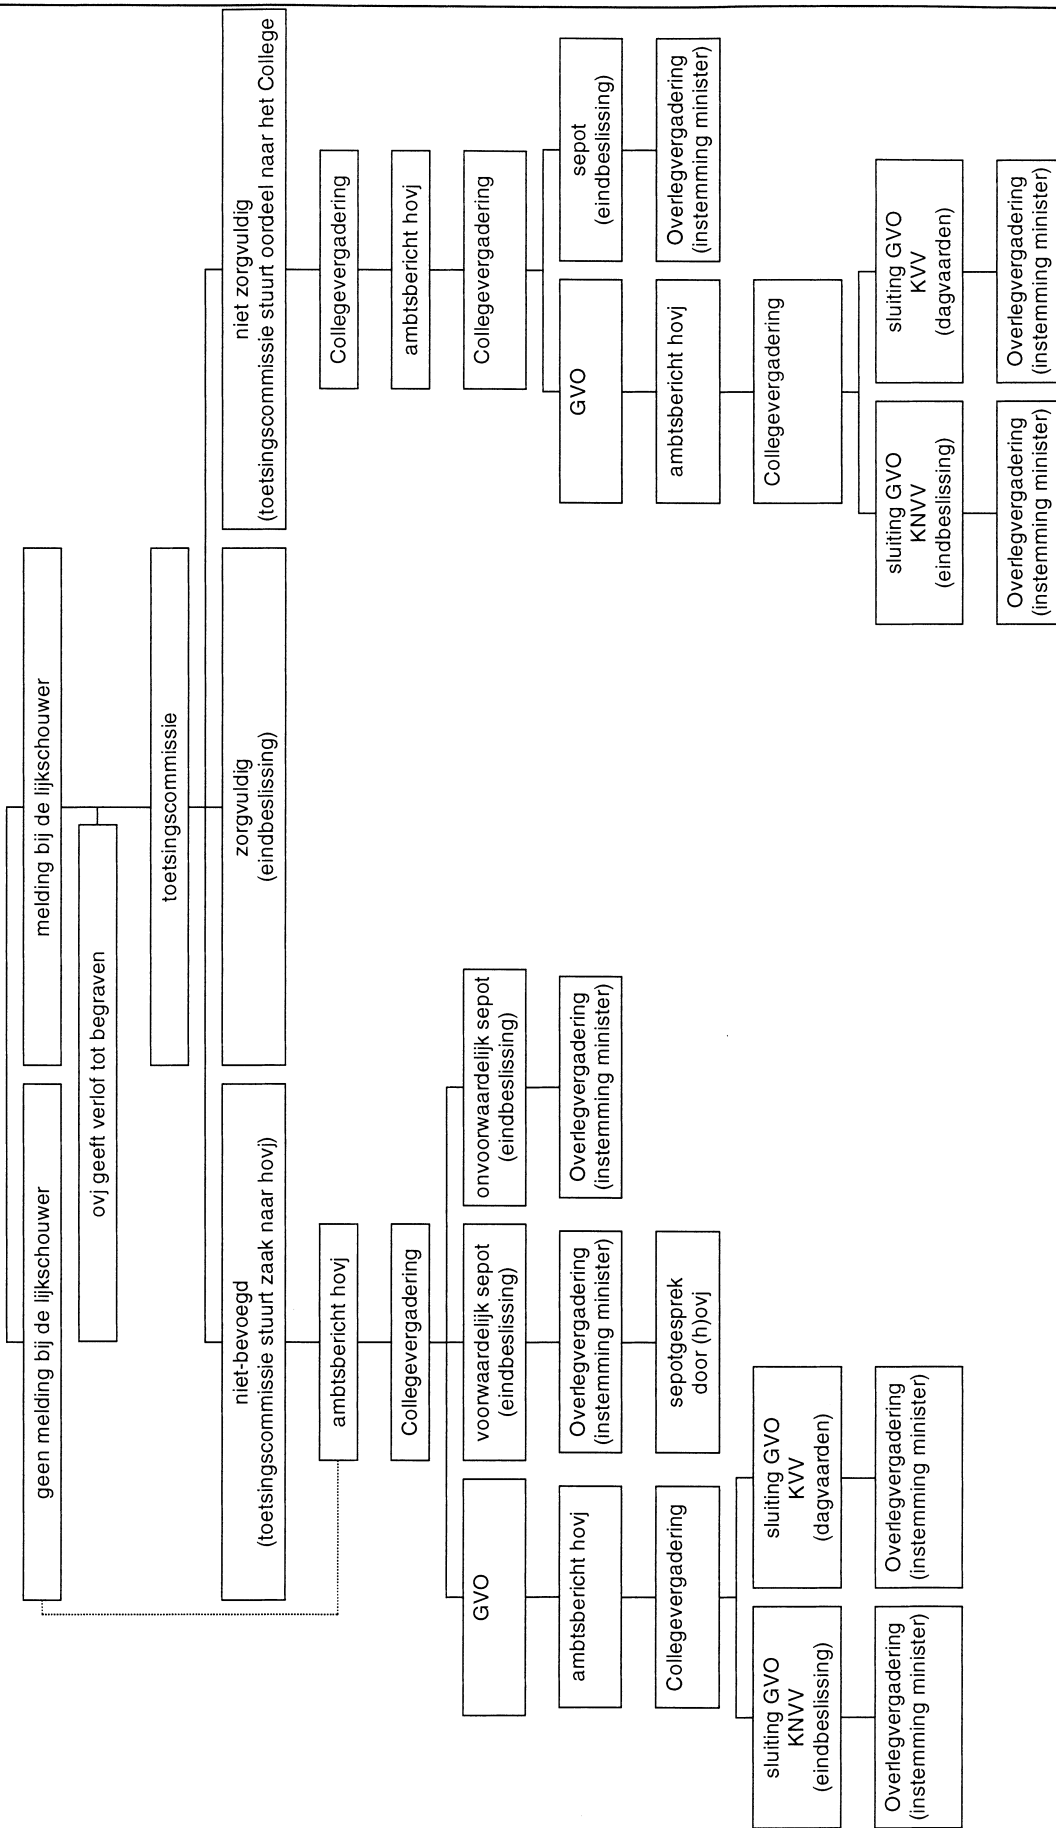 geen melding bij de lijkschouwer
melding bij de lijkschouwer
ovj geeft verlof tot begraven
toetsingscommissie
niet-bevoegd
(toetsingscommissie stuurt zaak naar hovj)
zorgvuldig
(eindbeslissing)
niet zorgvuldig
(toetsingscommissie stuurt oordeel naar het College
ambtsbericht hovj
Collegevergadering
Collegevergadering
ambtsbericht hovj
GVO
voorwaardelijk sepot
(eindbeslissing)
onvoorwaardelijk sepot
(eindbeslissing)
Collegevergadering
ambtsbericht hovj
Overlegvergadering
(instemming minister)
Overlegvergadering
(instemming minister)
GVO
sepot
(eindbeslissing)
Collegevergadering
sepotgesprek
door (h)ovj
ambtsbericht hovj
Overlegvergadering
(instemming minister)
sluiting GVO
KNVV
(eindbeslissing)
sluiting GVO
KVV
(dagvaarden)
Collegevergadering
Overlegvergadering
(instemming minister)
Overlegvergadering
(instemming minister)
sluiting GVO
KNVV
(eindbeslissing)
sluiting GVO
KVV
(dagvaarden)
Overlegvergadering
(instemming minister)
Overlegvergadering
(instemming minister)